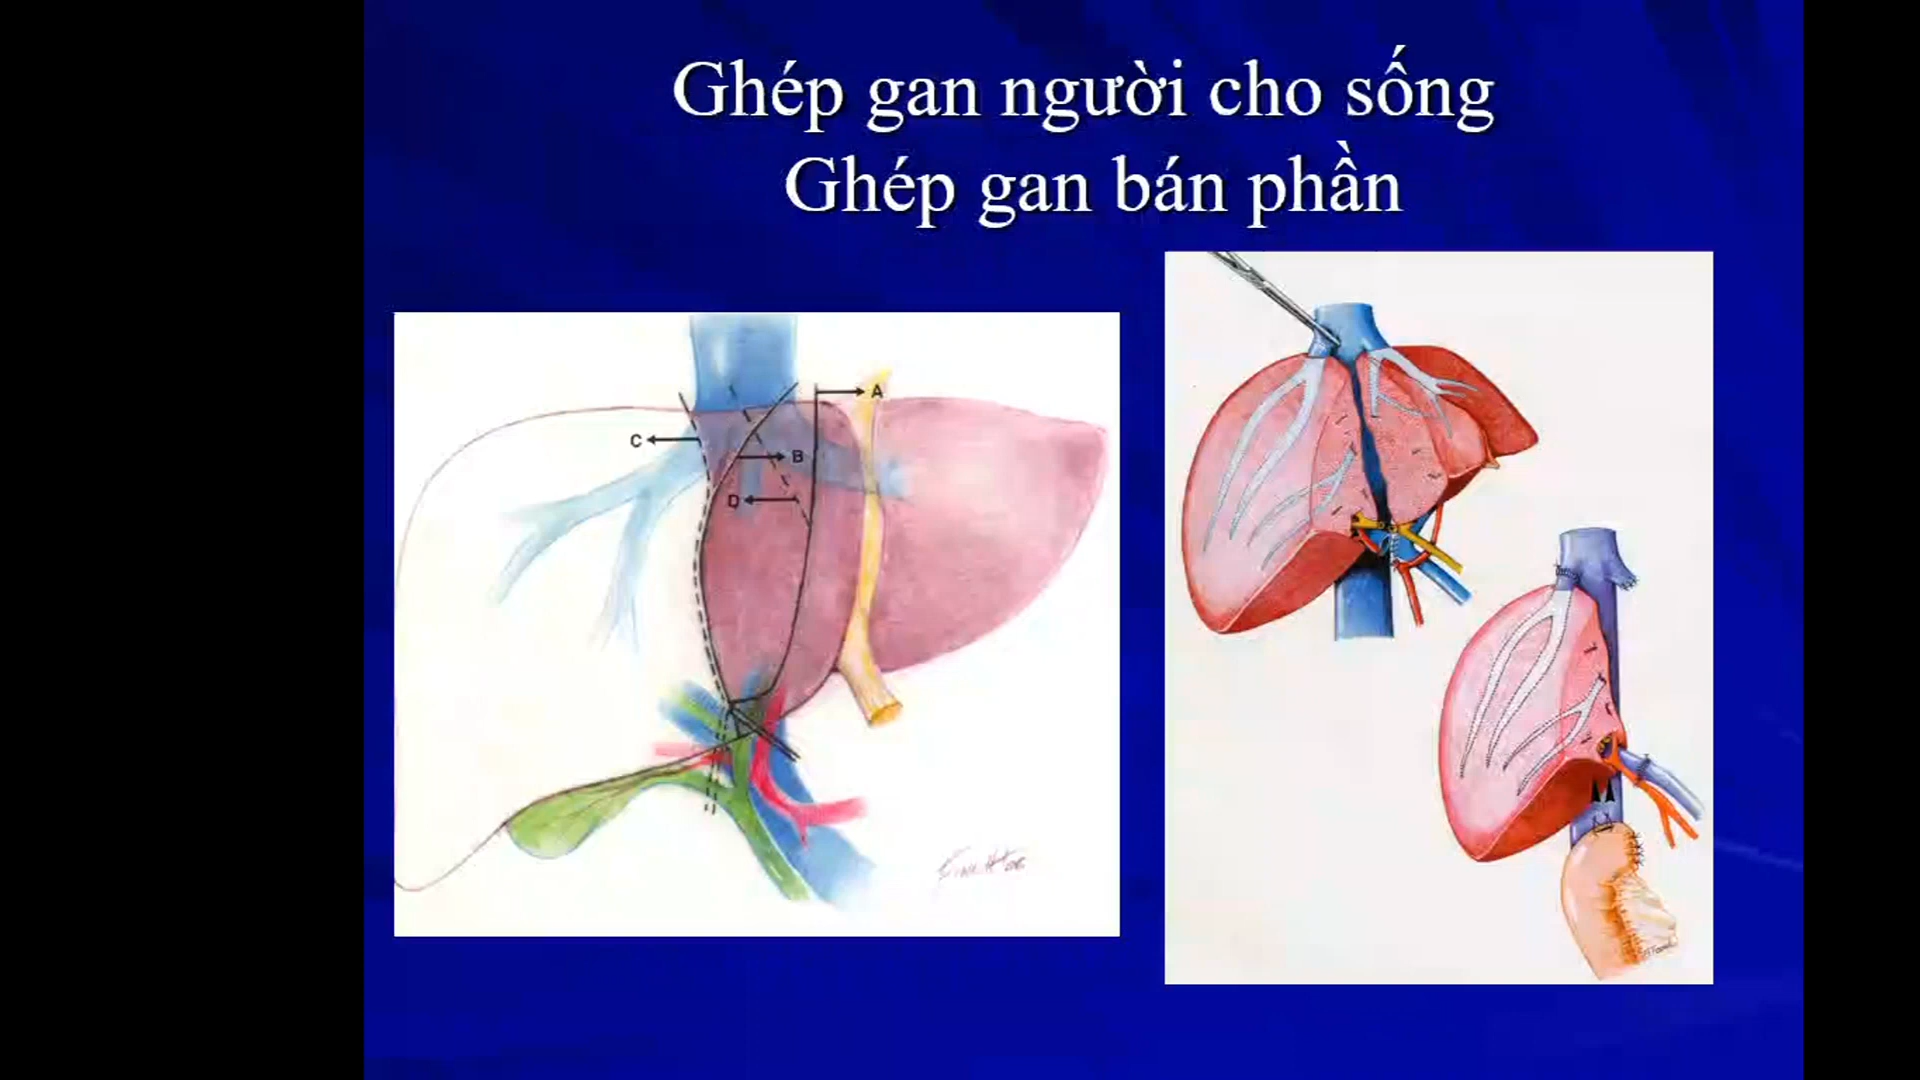 Ghép gan người cho sống
Ghép gan bán phần
A
C
B
D